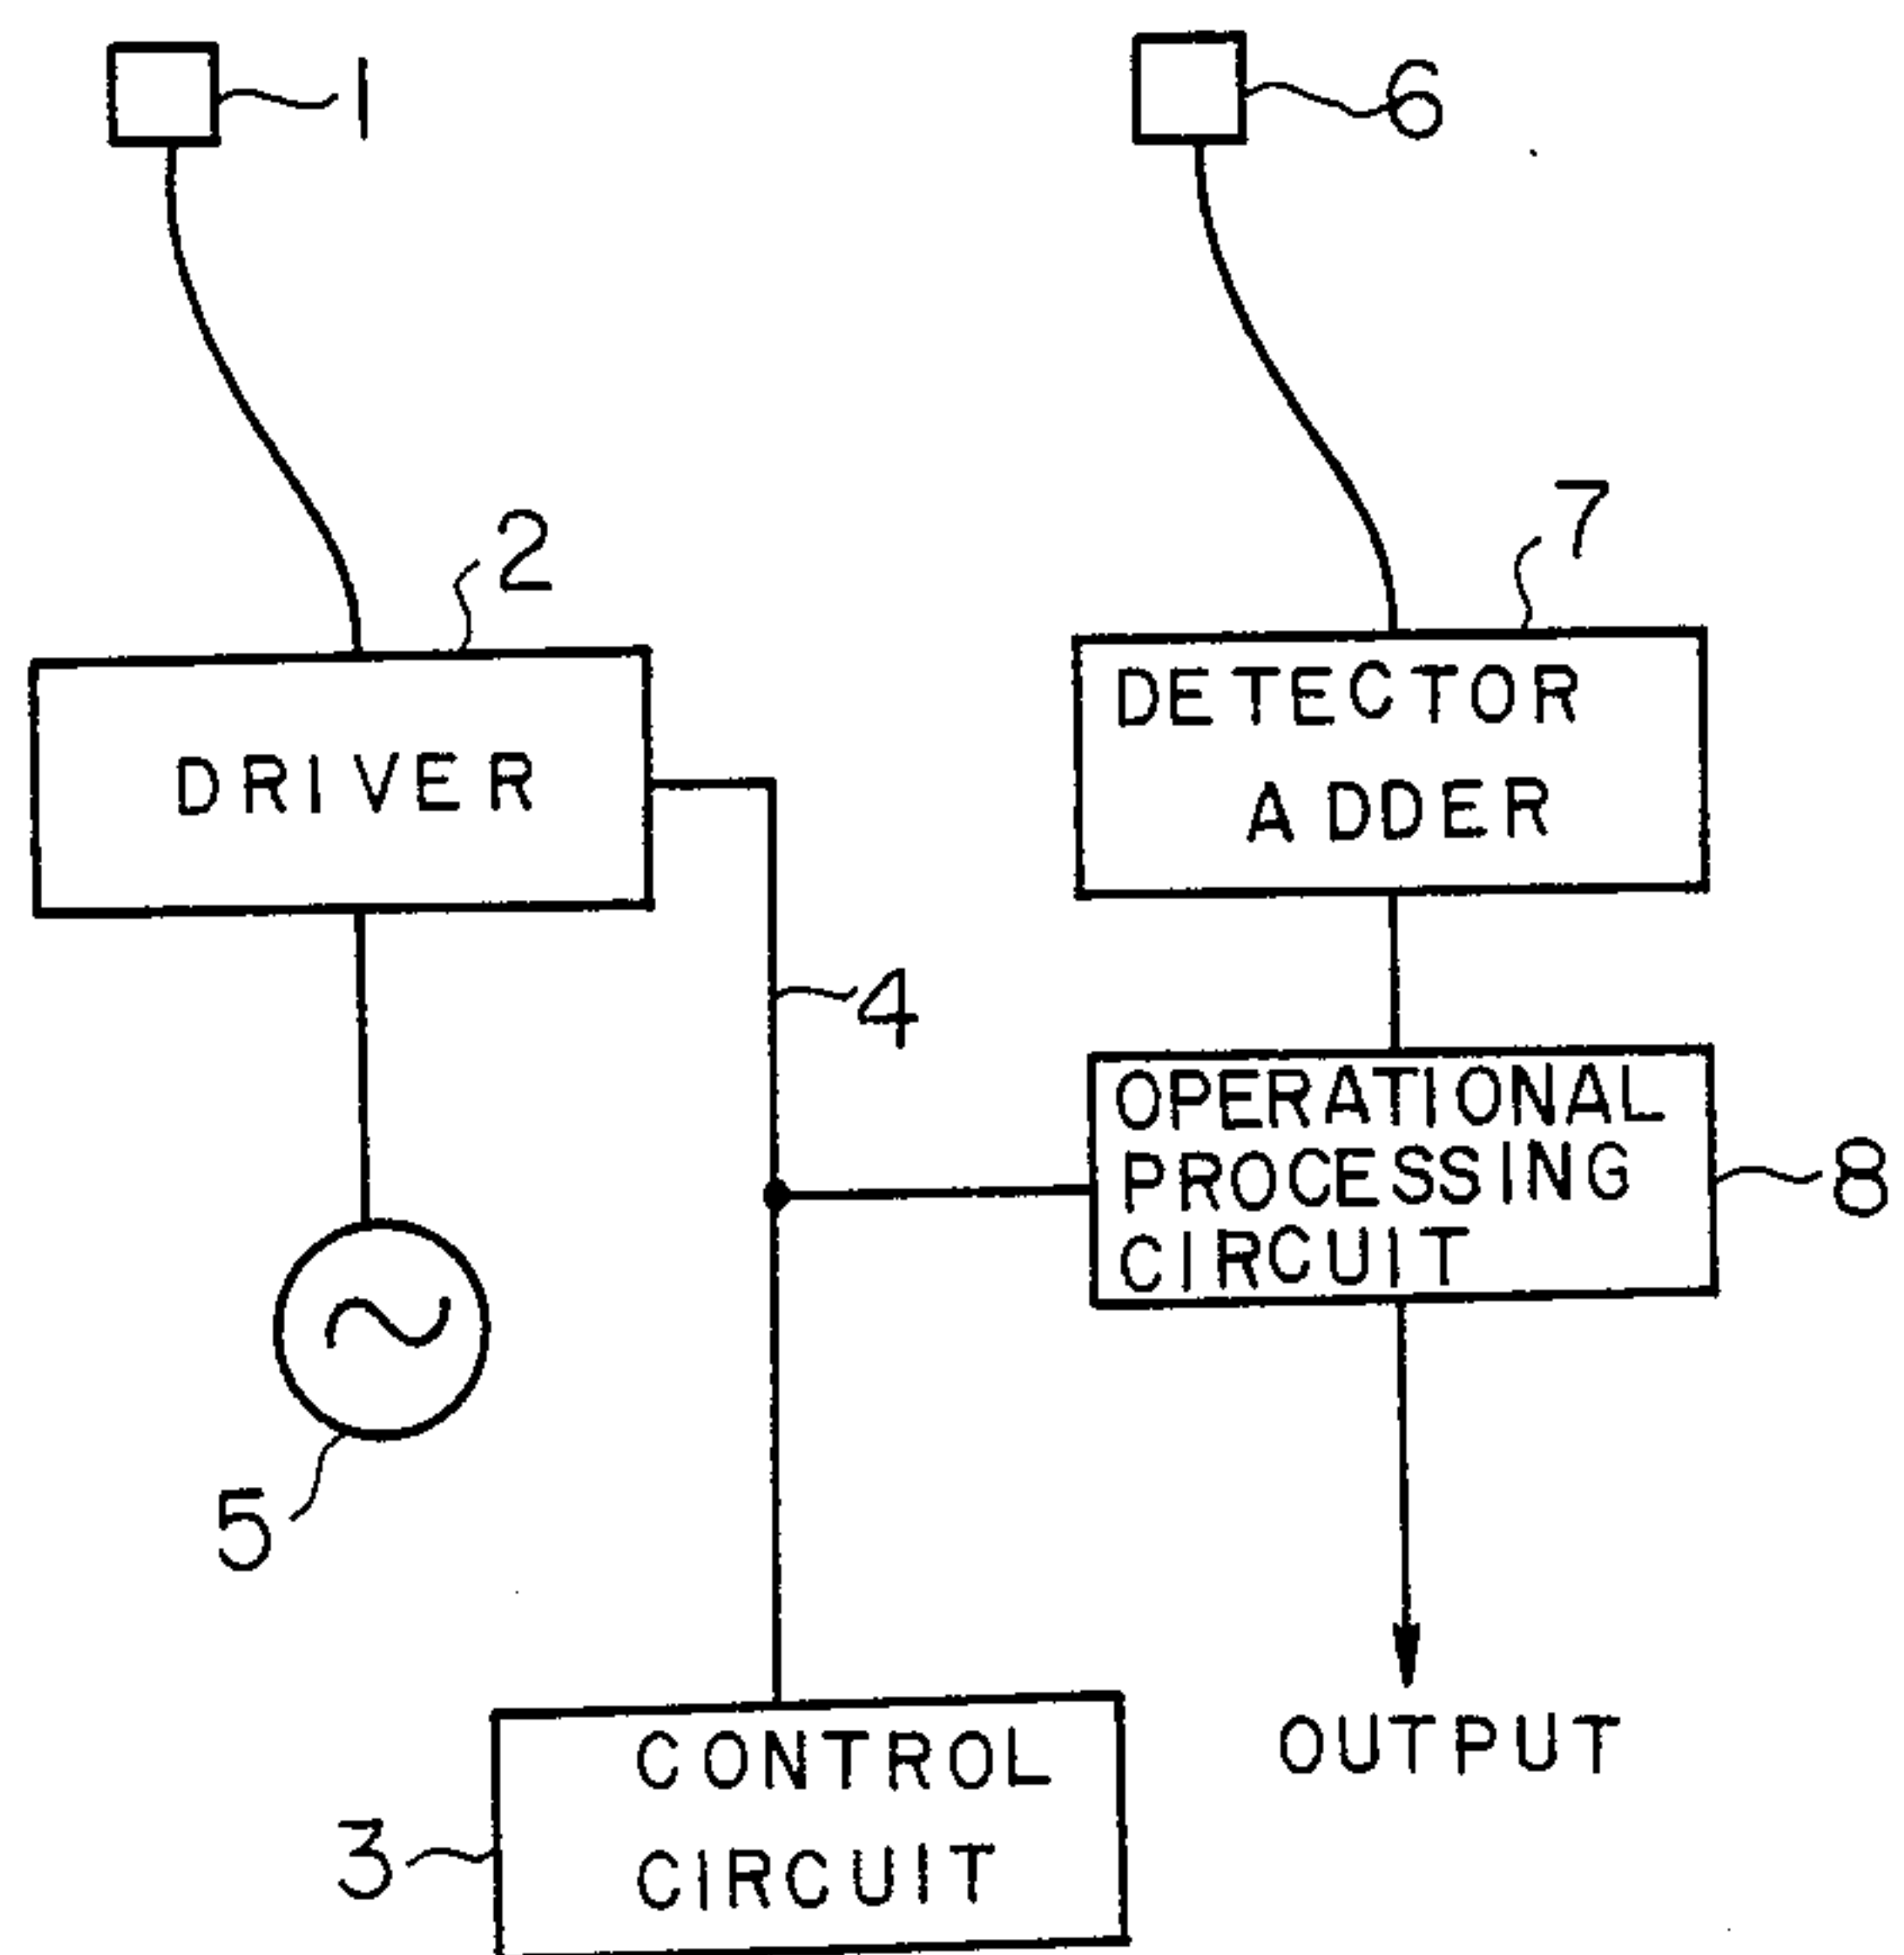 1
6
2
7
DRIVER
DETECTOR
ADDER
4
OPERATIONAL
PROCESSING
CIRCUIT
8
5
OUTPUT
CONTROL
CIRCUIT
3